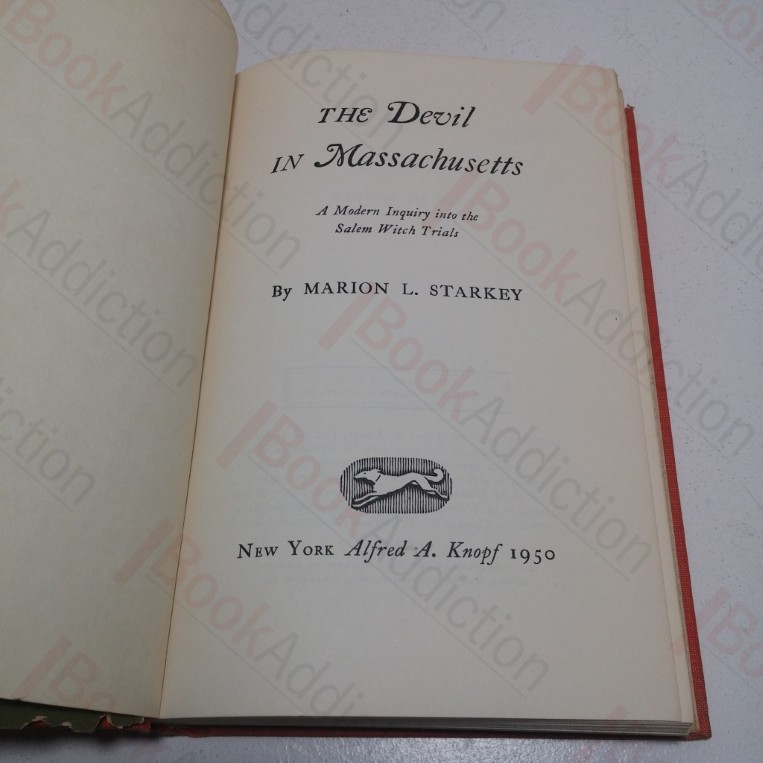 THE Devil
IN Massachusetts
A Modern Inquiry into the
Salem Witch Trials
By MARION L. STARKEY
NEW YORK Alfred A. Knopf 1950
BookAddiction